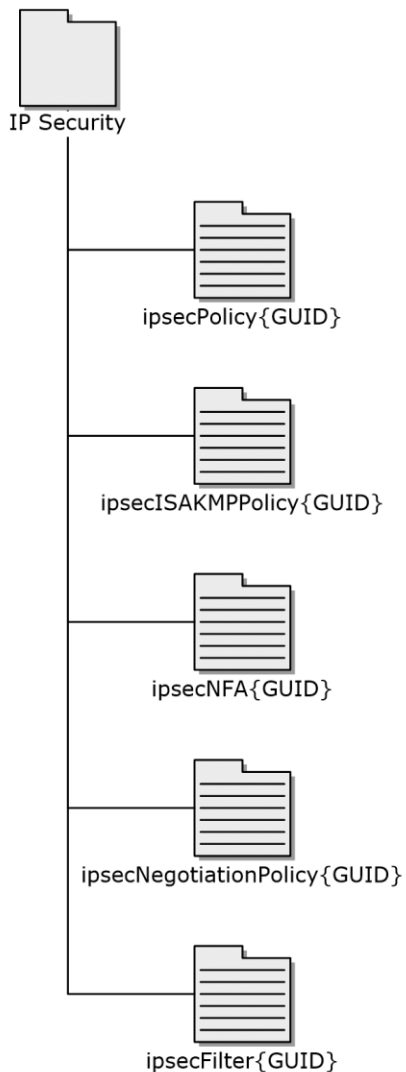 IP Security
ipsecPolicy{GUID}
ipsecISAKMPPolicy{GUID}
ipsecNFA{GUID}
ipsecNegotiationPolicy{GUID}
ipsecFilter{GUID}